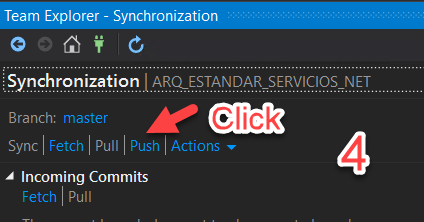 Team Explorer - Synchronization
Synchronization | ARQ_ESTANDAR_SERVICIOS_NET
Branch: master
Click
Sync | Fetch | Pull | Push | Actions
4
Incoming Commits
Fetch | Pull